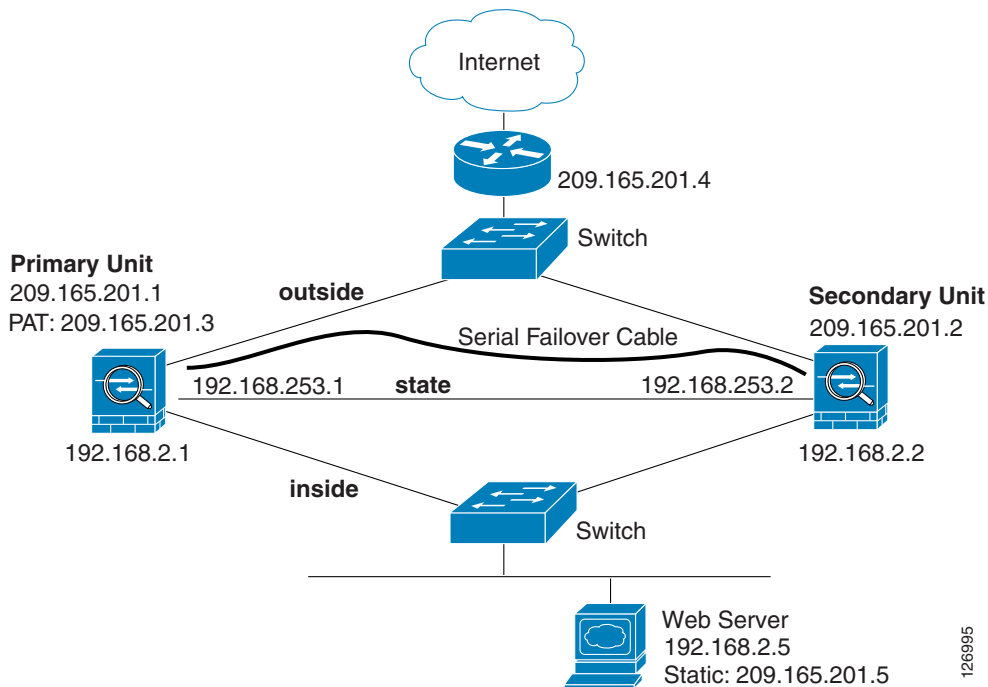 Internet
209.165.201.4
Switch
Primary Unit
209.165.201.1
PAT: 209.165.201.3
outside
Secondary Unit
209.165.201.2
Serial Failover Cable
192.168.253.1
state
192.168.253.2
192.168.2.1
192.168.2.2
inside
Switch
Web Server
192.168.2.5
Static: 209.165.201.5
126995